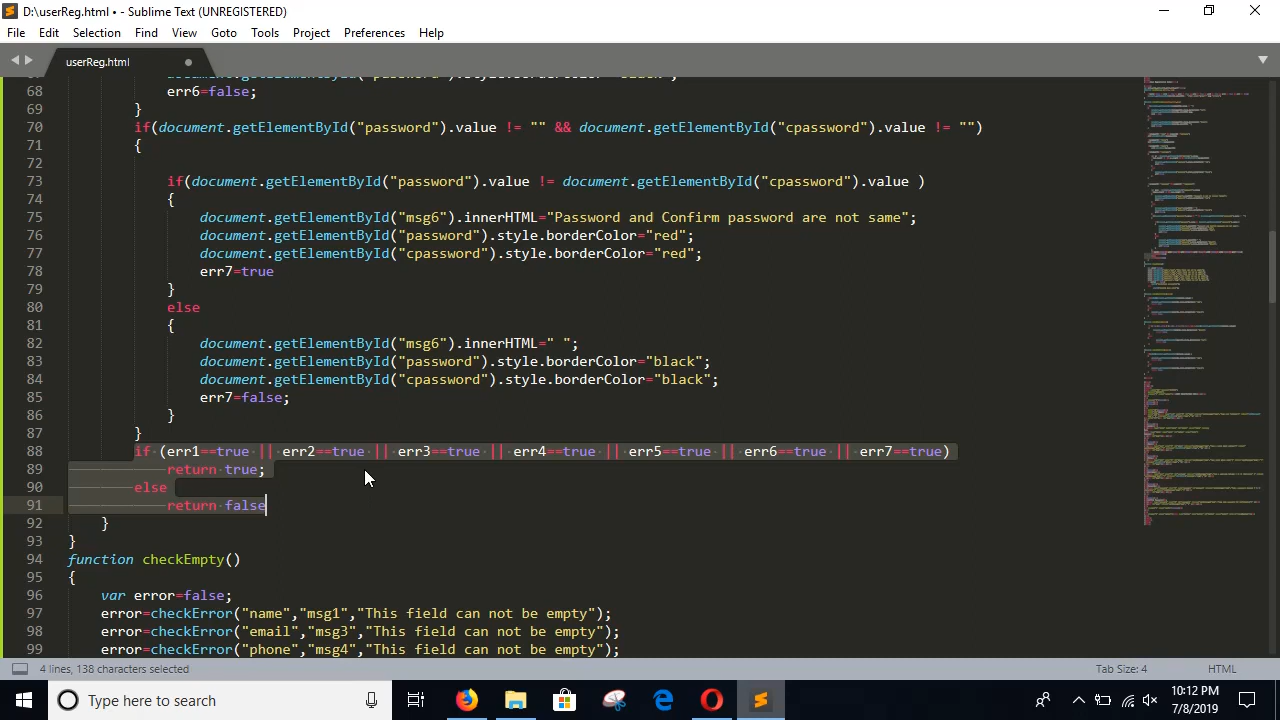 D:\userReg.html • - Sublime Text (UNREGISTERED)
File Edit Selection Find View Goto Tools Project Preferences Help
userReg.html
68 err6=false;
69 }
70 if(document.getElementById("password").value != "" && document.getElementById("cpassword").value != "")
71 {
72
73 if(document.getElementById("password").value != document.getElementById("cpassword").value )
74 {
75 document.getElementById("msg6").innerHTML="Password and Confirm password are not same";
76 document.getElementById("password").style.borderColor="red";
77 document.getElementById("cpassword").style.borderColor="red";
78 err7=true
79 }
80 else
81 {
82 document.getElementById("msg6").innerHTML=" ";
83 document.getElementById("password").style.borderColor="black";
84 document.getElementById("cpassword").style.borderColor="black";
85 err7=false;
86 }
87 }
88 if (err1==true || err2==true || err3==true || err4==true || err5==true || err6==true || err7==true)
89 return true;
90 else
91 return false
92 }
93 }
94 function checkEmpty()
95 {
96 var error=false;
97 error=checkError("name","msg1","This field can not be empty");
98 error=checkError("email","msg3","This field can not be empty");
99 error=checkError("phone","msg4","This field can not be empty");
4 lines, 138 characters selected
Tab Size: 4
HTML
Type here to search
10:12 PM
7/8/2019